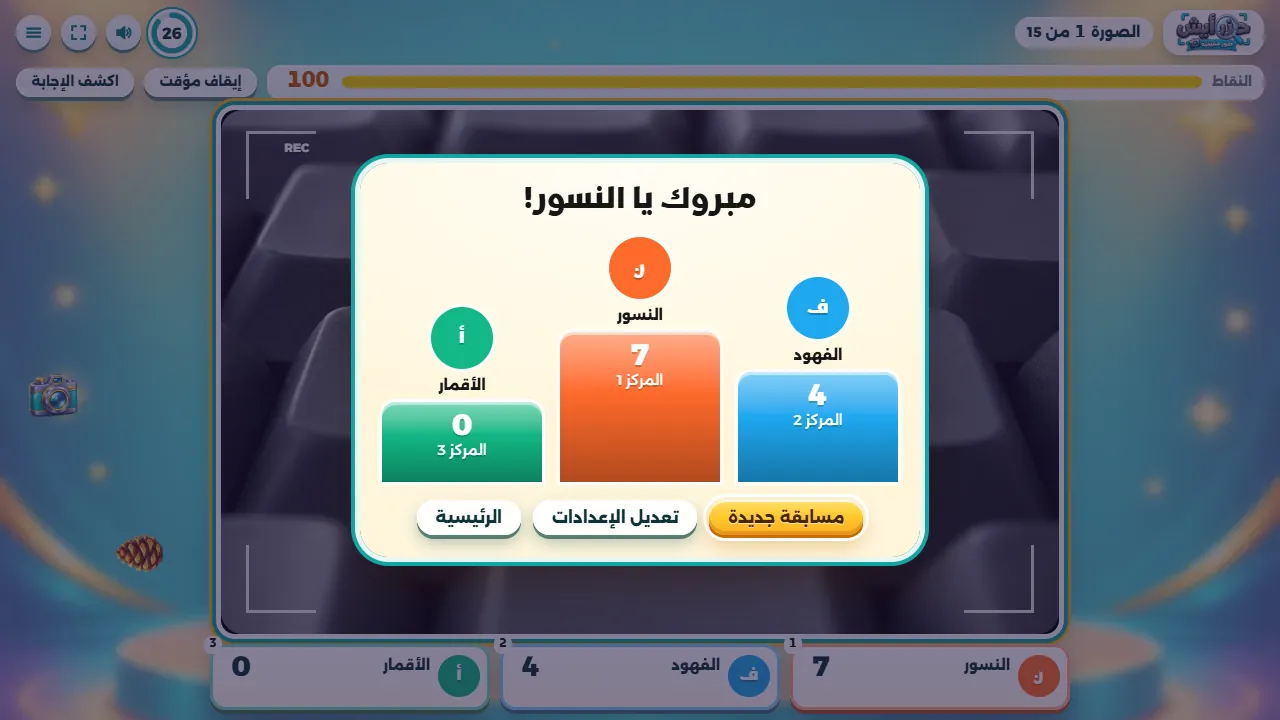 الصورة 1 من 15
26
النقاط
100
إيقاف مؤقت
اكشف الإجابة
REC
مبروك يا النسور!
ف
الفهود
4
المركز 2
ن
النسور
7
المركز 1
أ
الأقمار
0
المركز 3
مسابقة جديدة
تعديل الإعدادات
الرئيسية
1
ن
النسور
7
2
ف
الفهود
4
3
أ
الأقمار
0